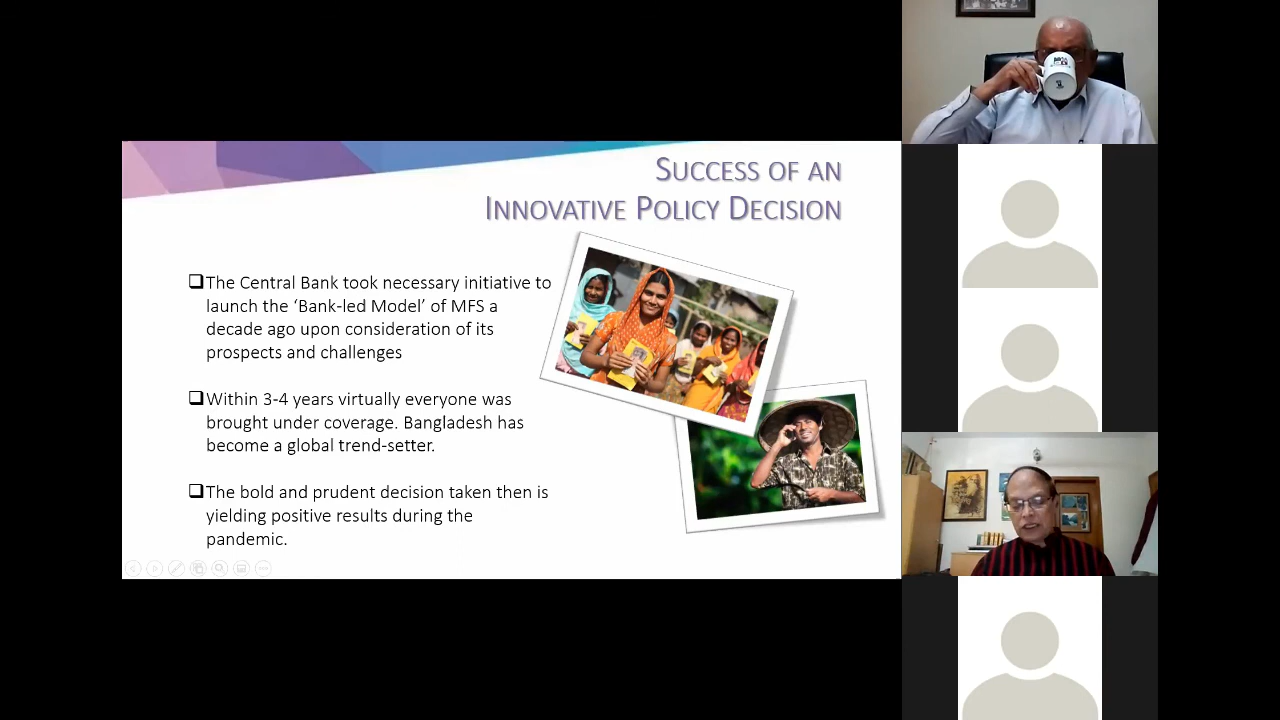 SUCCESS OF AN
INNOVATIVE POLICY DECISION
The Central Bank took necessary initiative to
launch the ‘Bank-led Model’ of MFS a
decade ago upon consideration of its
prospects and challenges
Within 3-4 years virtually everyone was
brought under coverage. Bangladesh has
become a global trend-setter.
The bold and prudent decision taken then is
yielding positive results during the
pandemic.